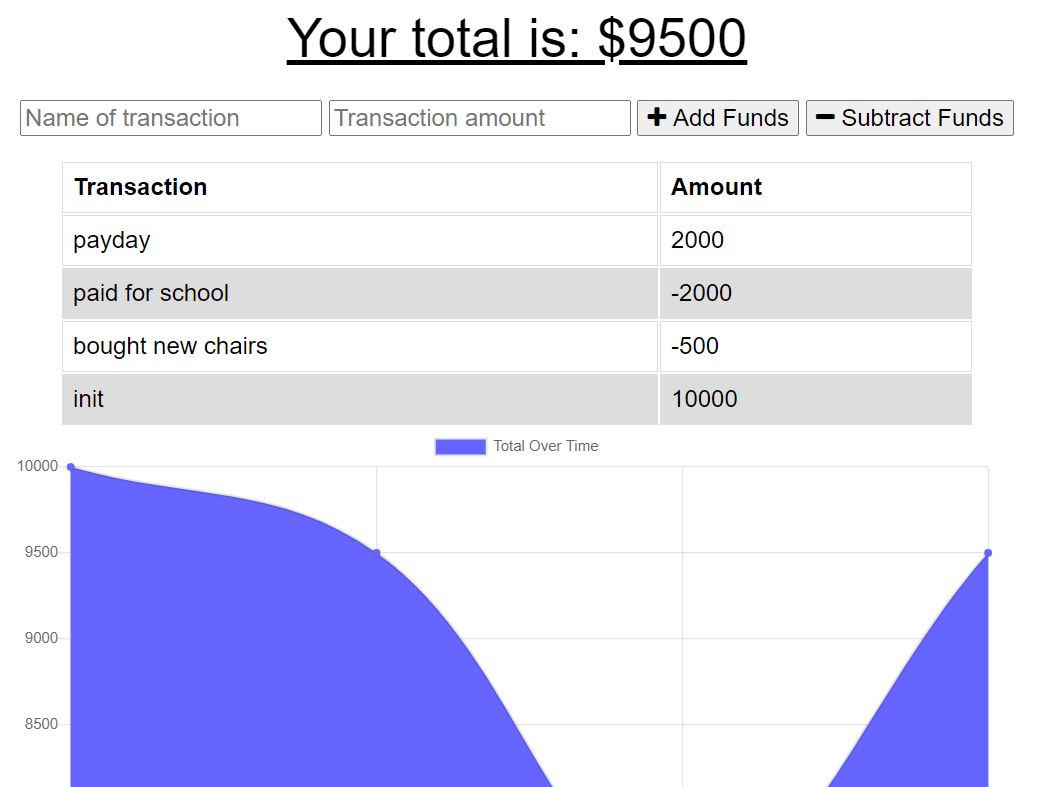 Your total is: $9500
Name of transaction Transaction amount Add Funds Subtract Funds
Transaction Amount
payday 2000
paid for school -2000
bought new chairs -500
init 10000
Total Over Time
10000
9500
9000
8500